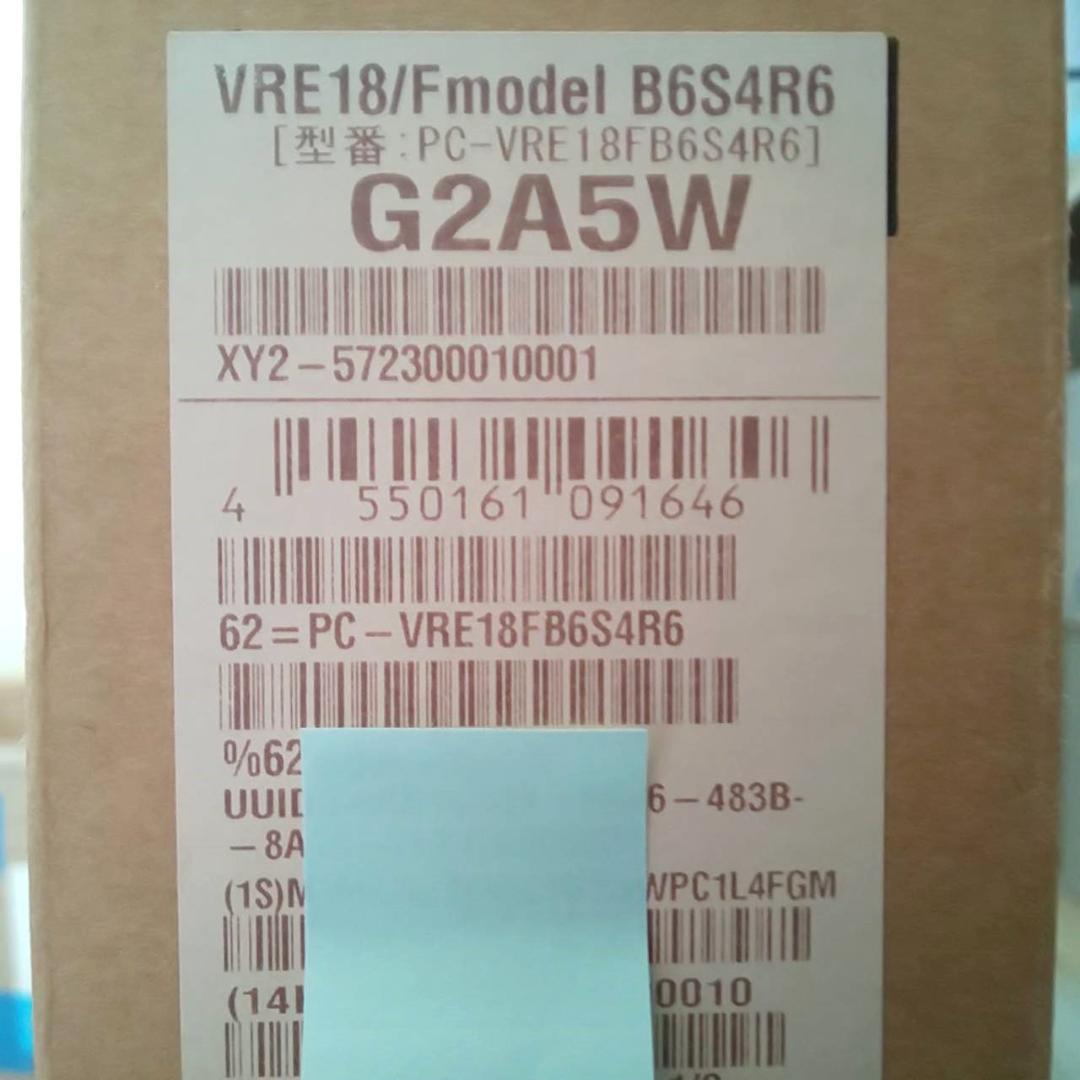 VRE18/Fmodel B6S4R6
[型番:PC-VRE18FB6S4R6]
G2A5W
XY2-572300010001
4 550161 091646
62=PC-VRE18FB6S4R6
%62
UUID 6-483B-
-8A
(1S)M WPC1L4FGM
(14 0010